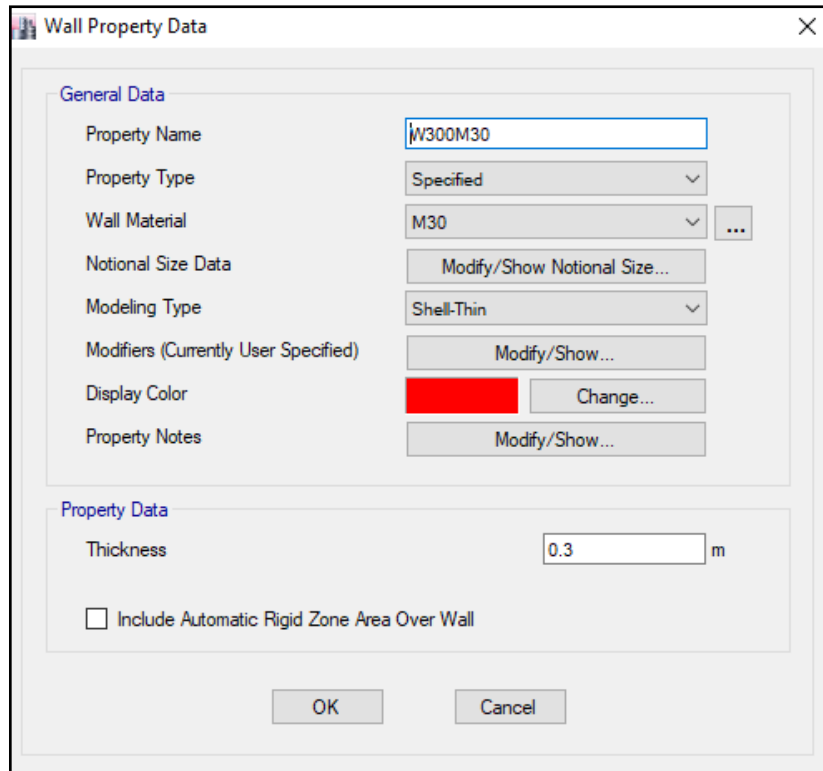 Wall Property Data
General Data
Property Name W300M30
Property Type Specified
Wall Material M30 ...
Notional Size Data Modify/Show Notional Size...
Modeling Type Shell-Thin
Modifiers (Currently User Specified) Modify/Show...
Display Color Change...
Property Notes Modify/Show...
Property Data
Thickness 0.3 m
Include Automatic Rigid Zone Area Over Wall
OK Cancel